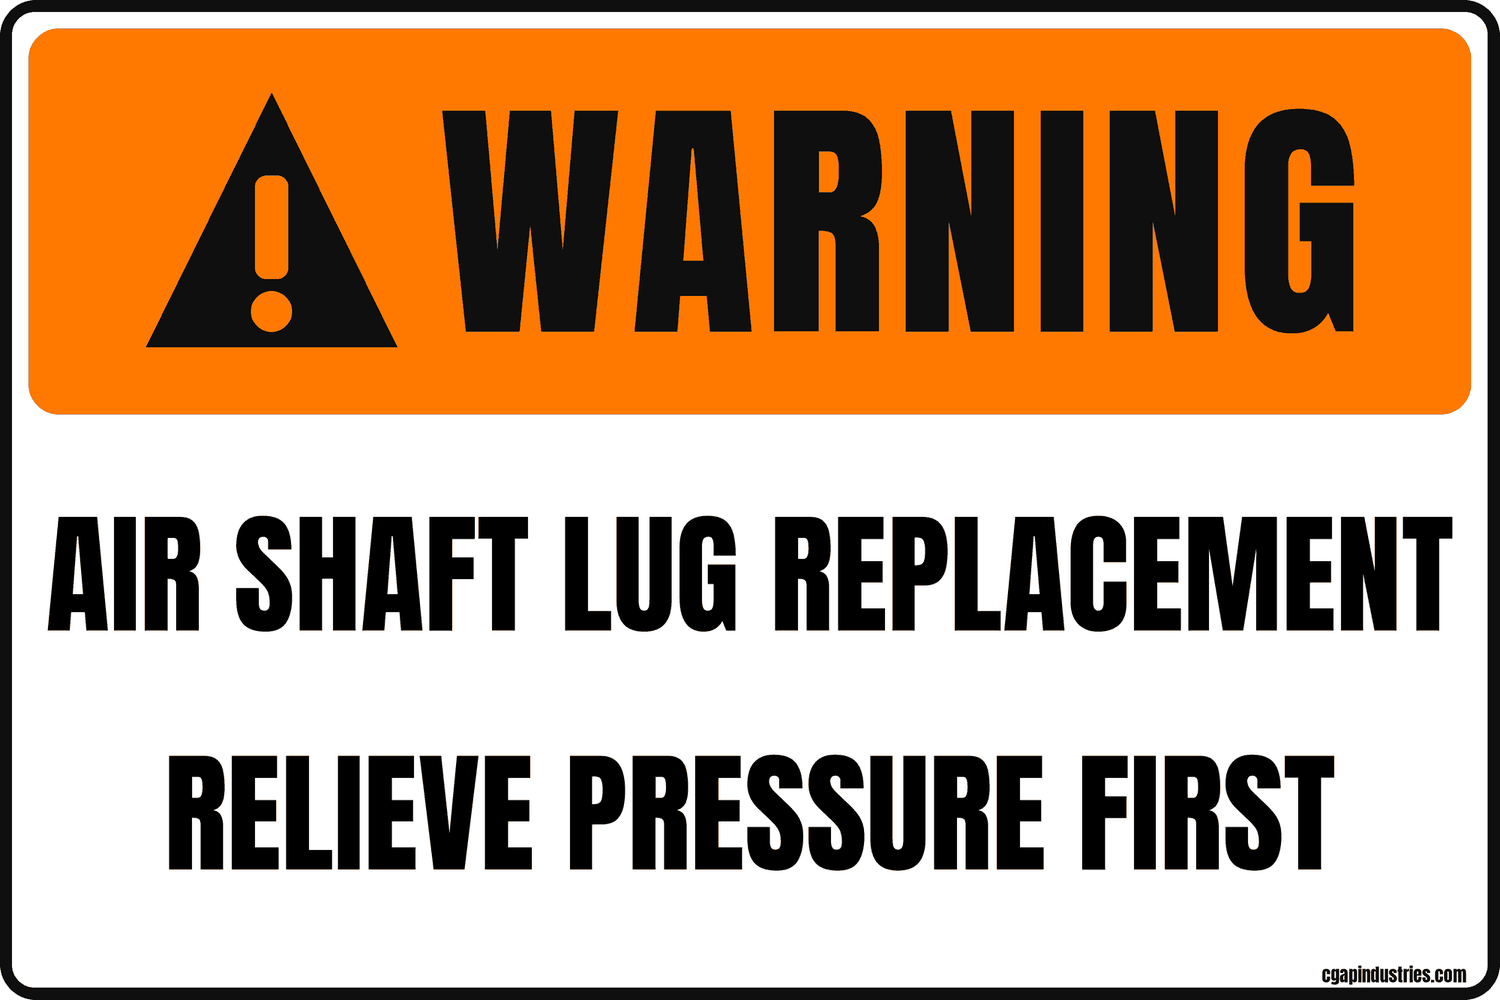 WARNING
AIR SHAFT LUG REPLACEMENT
RELIEVE PRESSURE FIRST
cgapindustries.com